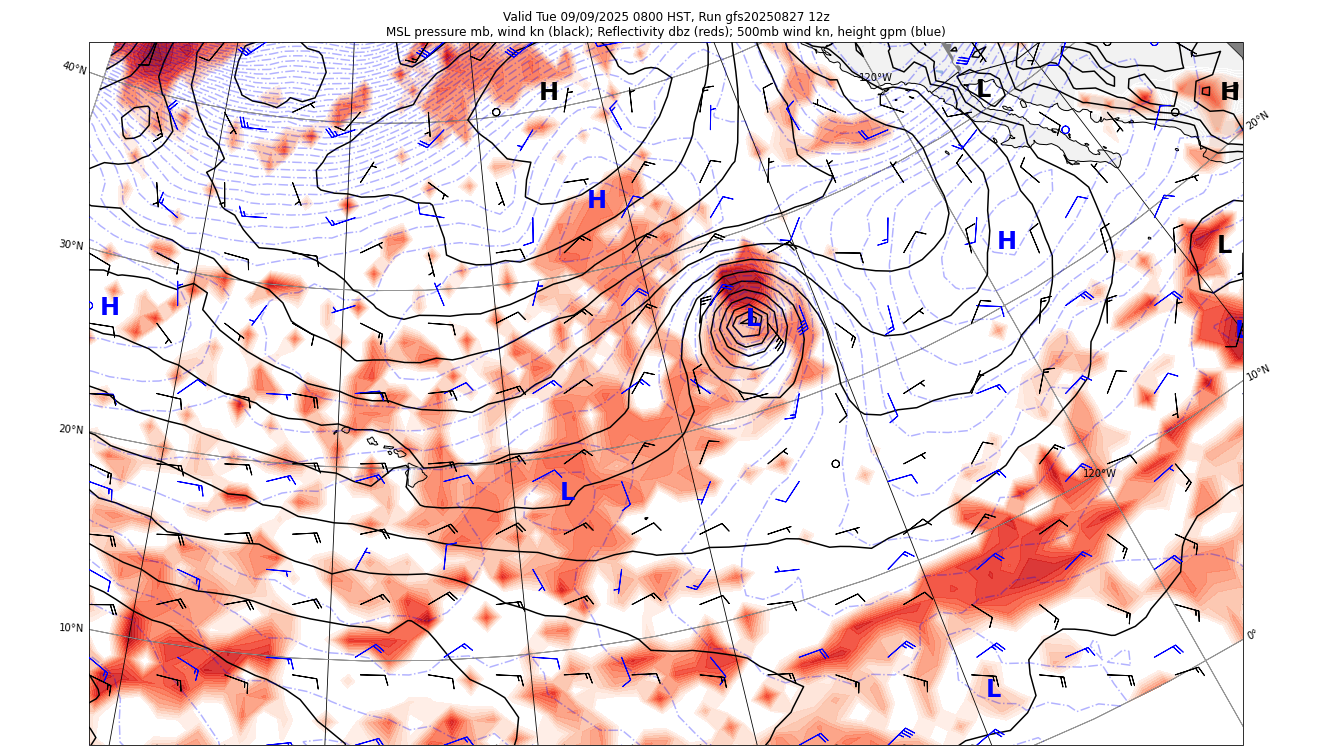 Valid Tue 09/09/2025 0800 HST, Run gfs20250827 12z
MSL pressure mb, wind kn (black); Reflectivity dbz (reds); 500mb wind kn, height gpm (blue)
40°N
120°W
L
H
H
20°N
H
30°N
H
L
H
L
L
10°N
20°N
120°W
L
10°N
0°
L